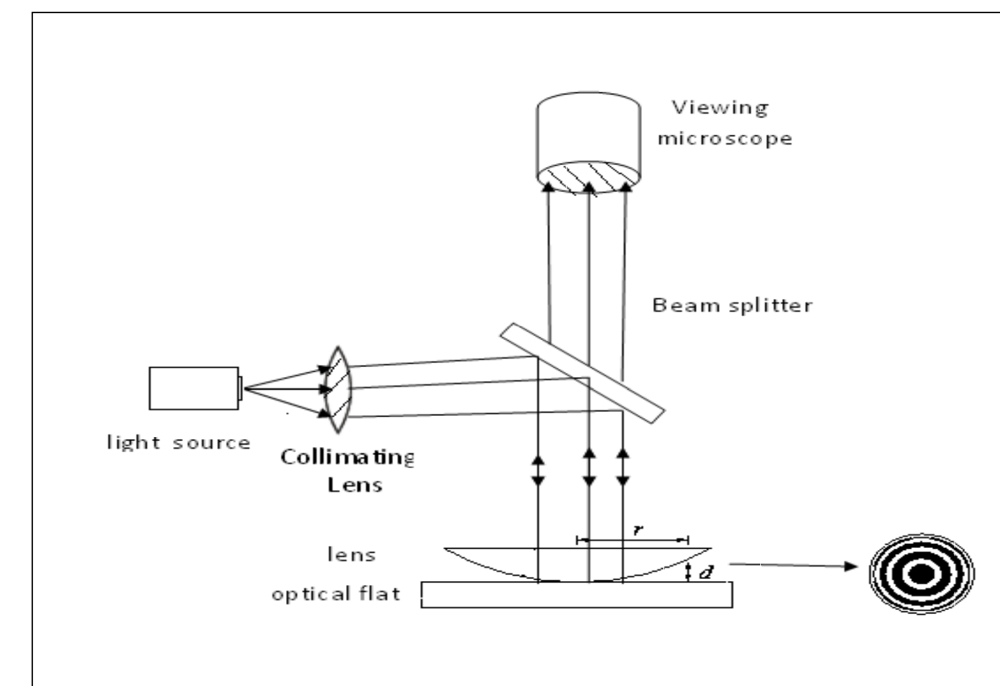 Viewing
microscope
Beam splitter
light source
Collimating
Lens
r
lens
d
optical flat